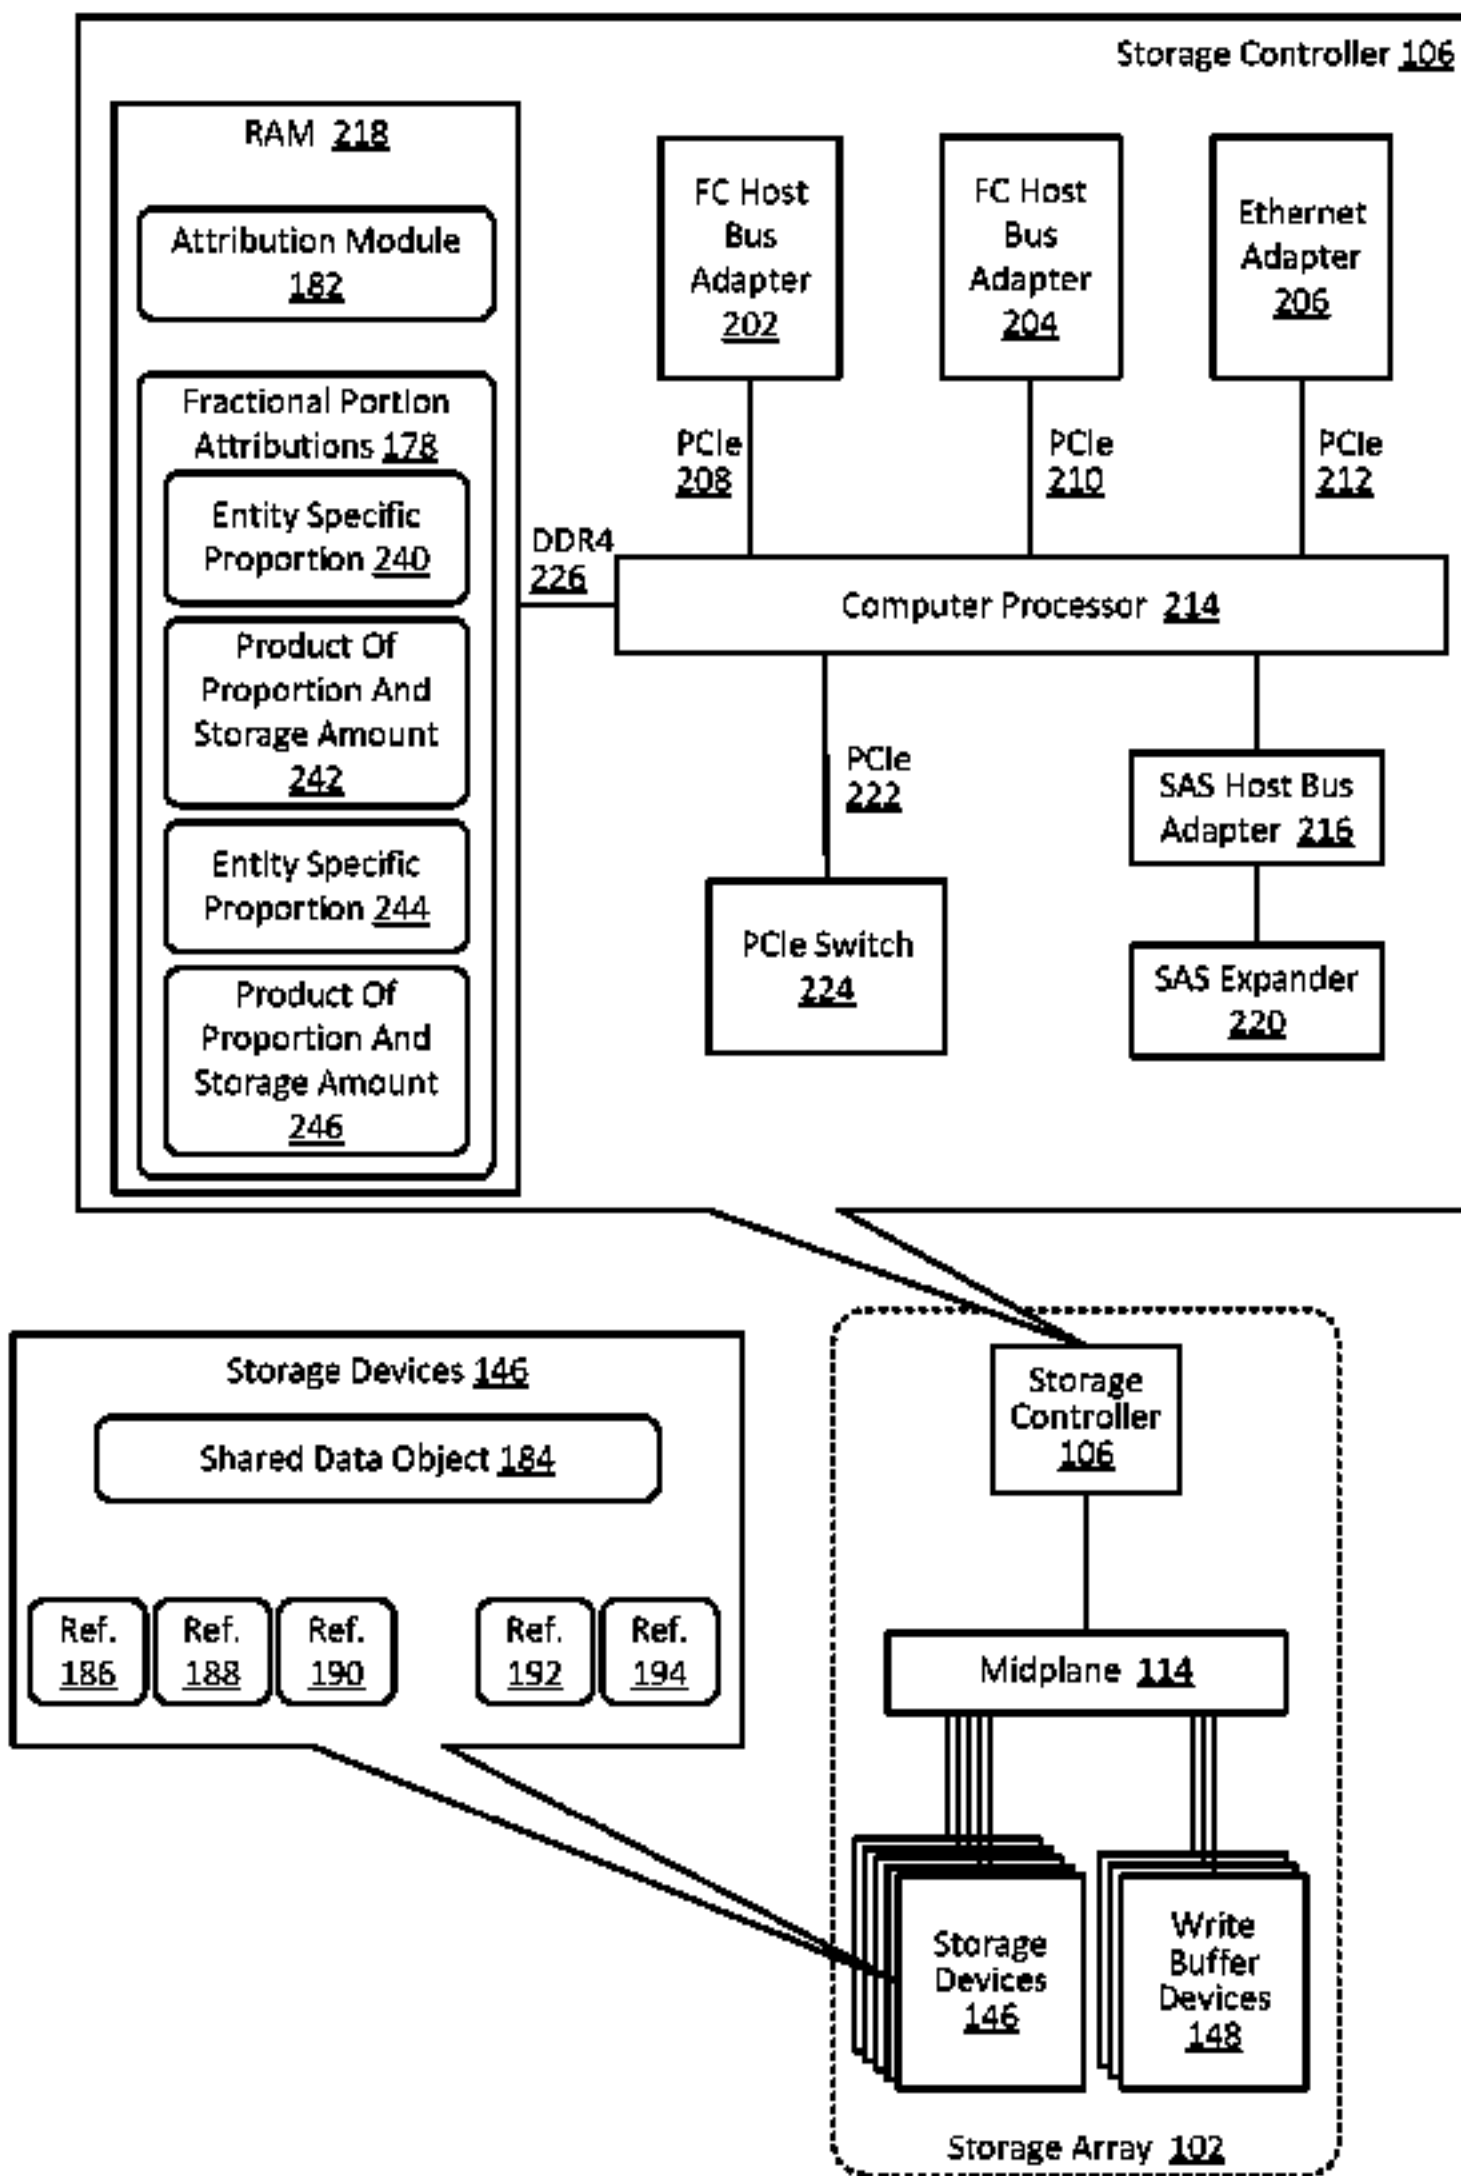 Storage Controller 106
RAM 218
Attribution Module
182
Fractional Portion
Attributions 178
Entity Specific
Proportion 240
Product Of
Proportion And
Storage Amount
242
Entity Specific
Proportion 244
Product Of
Proportion And
Storage Amount
246
FC Host
Bus
Adapter
202
FC Host
Bus
Adapter
204
Ethernet
Adapter
206
PCIe
208
PCIe
210
PCIe
212
DDR4
226
Computer Processor 214
PCIe
222
SAS Host Bus
Adapter 216
PCIe Switch
224
SAS Expander
220
Storage Devices 146
Shared Data Object 184
Ref.
186
Ref.
188
Ref.
190
Ref.
192
Ref.
194
Storage
Controller
106
Midplane 114
Storage
Devices
146
Write
Buffer
Devices
148
Storage Array 102